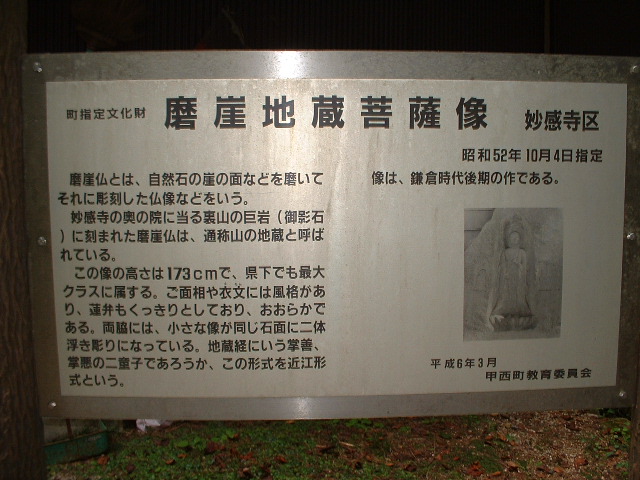 町指定文化財 磨崖地蔵菩薩像 妙感寺区
昭和52年10月4日指定
磨崖仏とは、自然石の崖の面などを磨いて
それに彫刻した仏像などをいう。
妙感寺の奥の院に当る裏山の巨岩（御影石
）に刻まれた磨崖仏は、通称山の地蔵と呼ば
れている。
この像の高さは173cmで、県下でも最大
クラスに属する。ご面相や衣文には風格があ
り、蓮弁もくっきりとしており、おおらかで
ある。両脇には、小さな像が同じ石面に二体
浮き彫りになっている。地蔵経にいう掌善、
掌悪の二童子であろうか、この形式を近江形
式という。
像は、鎌倉時代後期の作である。
平成6年3月
甲西町教育委員会